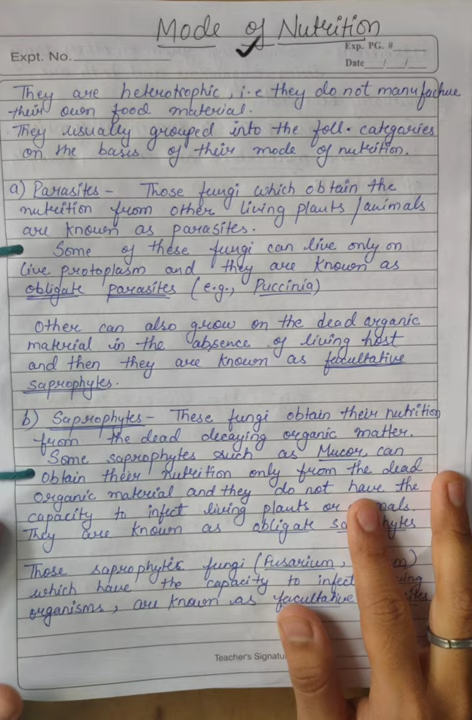 Mode of Nutrition
Expt. No.
Exp. PG. #
Date / /
They are heterotrophic, i.e they do not manufactue
their own food material.
They usually grouped into the foll. categaries
on the basis of their mode of nutrition.
a) Parasites - Those fungi which obtain the
nutrition from other living plants /animals
are known as parasites.
Some of these fungi can live only on
live protoplasm and they are known as
obligate parasites (e.g., Puccinia)
Other can also grow on the dead organic
material in the absence of living host
and then they are known as facultative
saprophytes.
b) Saprophytes - These fungi obtain their nutrition
from the dead decaying organic matter.
Some saprophytes such as Mucor, can
obtain their nutrition only from the dead
organic material and they do not have the
capacity to infect living plants or
They are known as obligate
Those saprophytic fungi (Fusarium,
which have the capacity to infect
organisms, are known as facultative
Teacher's